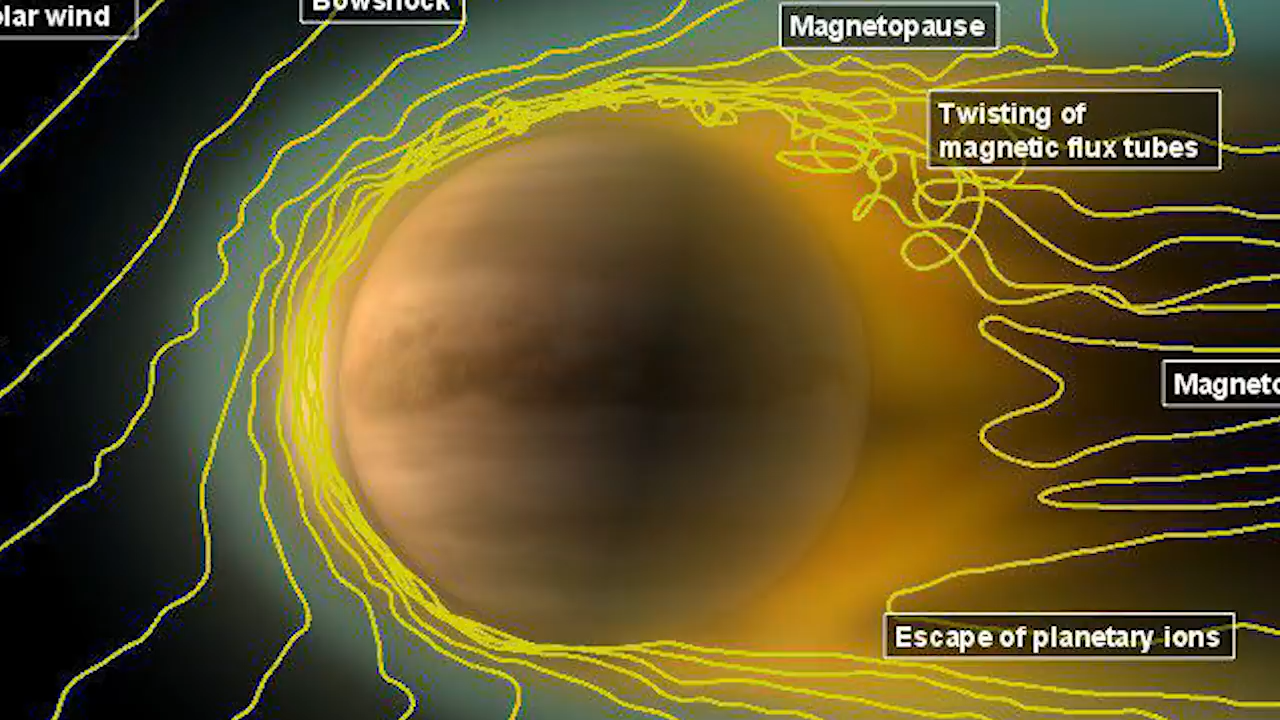 olar wind
Bowshock
Magnetopause
Twisting of
magnetic flux tubes
Magneto
Escape of planetary ions